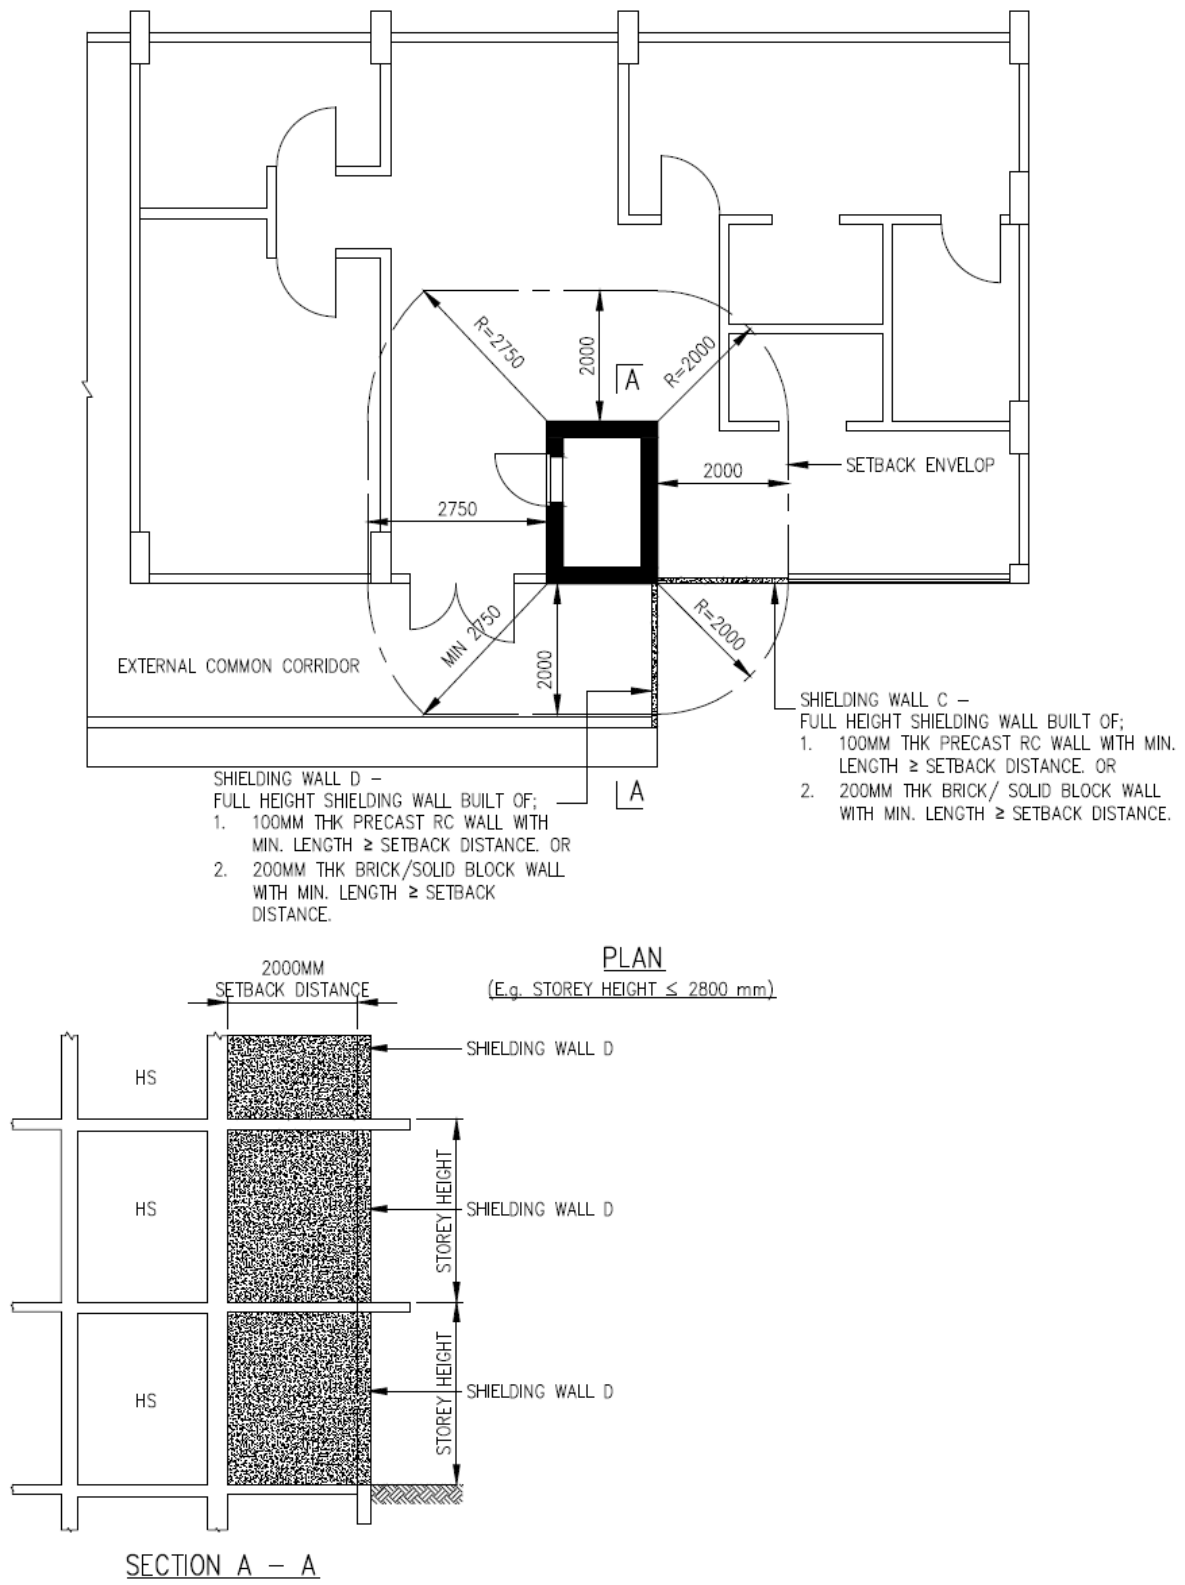 R=2750
2000
R=2000
A
2000
SETBACK ENVELOP
2750
MIN 2750
2000
R=2000
EXTERNAL COMMON CORRIDOR
SHIELDING WALL C –
FULL HEIGHT SHIELDING WALL BUILT OF;
1. 100MM THK PRECAST RC WALL WITH MIN.
LENGTH ≥ SETBACK DISTANCE. OR
2. 200MM THK BRICK/ SOLID BLOCK WALL
WITH MIN. LENGTH ≥ SETBACK DISTANCE.
SHIELDING WALL D –
FULL HEIGHT SHIELDING WALL BUILT OF;
1. 100MM THK PRECAST RC WALL WITH
MIN. LENGTH ≥ SETBACK DISTANCE. OR
2. 200MM THK BRICK/SOLID BLOCK WALL
WITH MIN. LENGTH ≥ SETBACK
DISTANCE.
A
PLAN
(E.g. STOREY HEIGHT ≤ 2800 mm)
2000MM
SETBACK DISTANCE
HS
SHIELDING WALL D
STOREY HEIGHT
HS
SHIELDING WALL D
STOREY HEIGHT
HS
SHIELDING WALL D
SECTION A – A